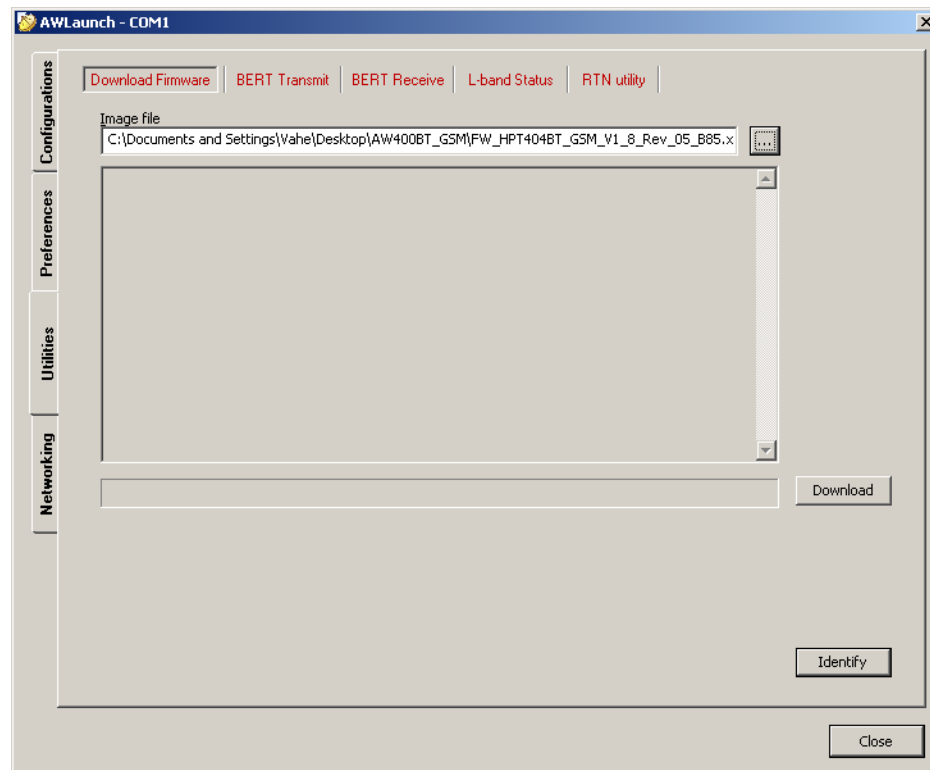 AWLaunch - COM1
Configurations
Preferences
Utilities
Networking
Download Firmware BERT Transmit BERT Receive L-band Status RTN utility
Image file
C:\Documents and Settings\Vahe\Desktop\AW400BT_GSM\FW_HPT404BT_GSM_V1_8_Rev_05_B85.x
...
Download
Identify
Close